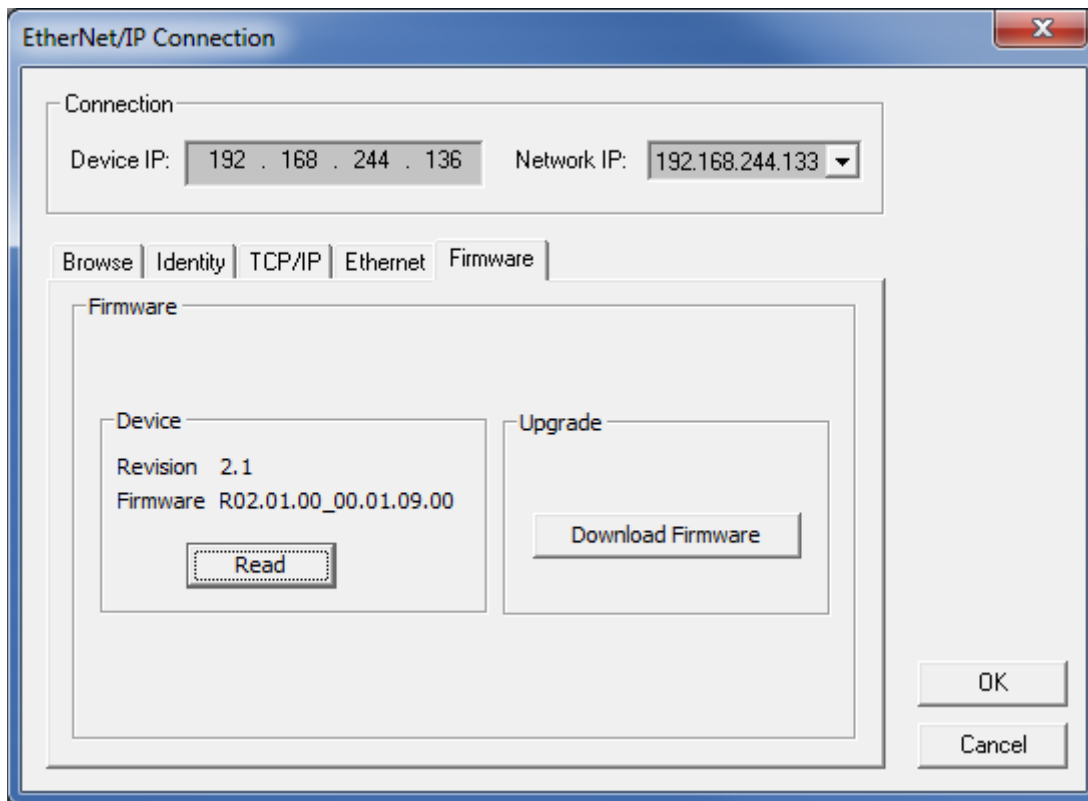 EtherNet/IP Connection
Connection
Device IP: 192 . 168 . 244 . 136 Network IP: 192.168.244.133
Browse Identity TCP/IP Ethernet Firmware
Firmware
Device
Revision 2.1
Firmware R02.01.00_00.01.09.00
Read
Upgrade
Download Firmware
OK
Cancel